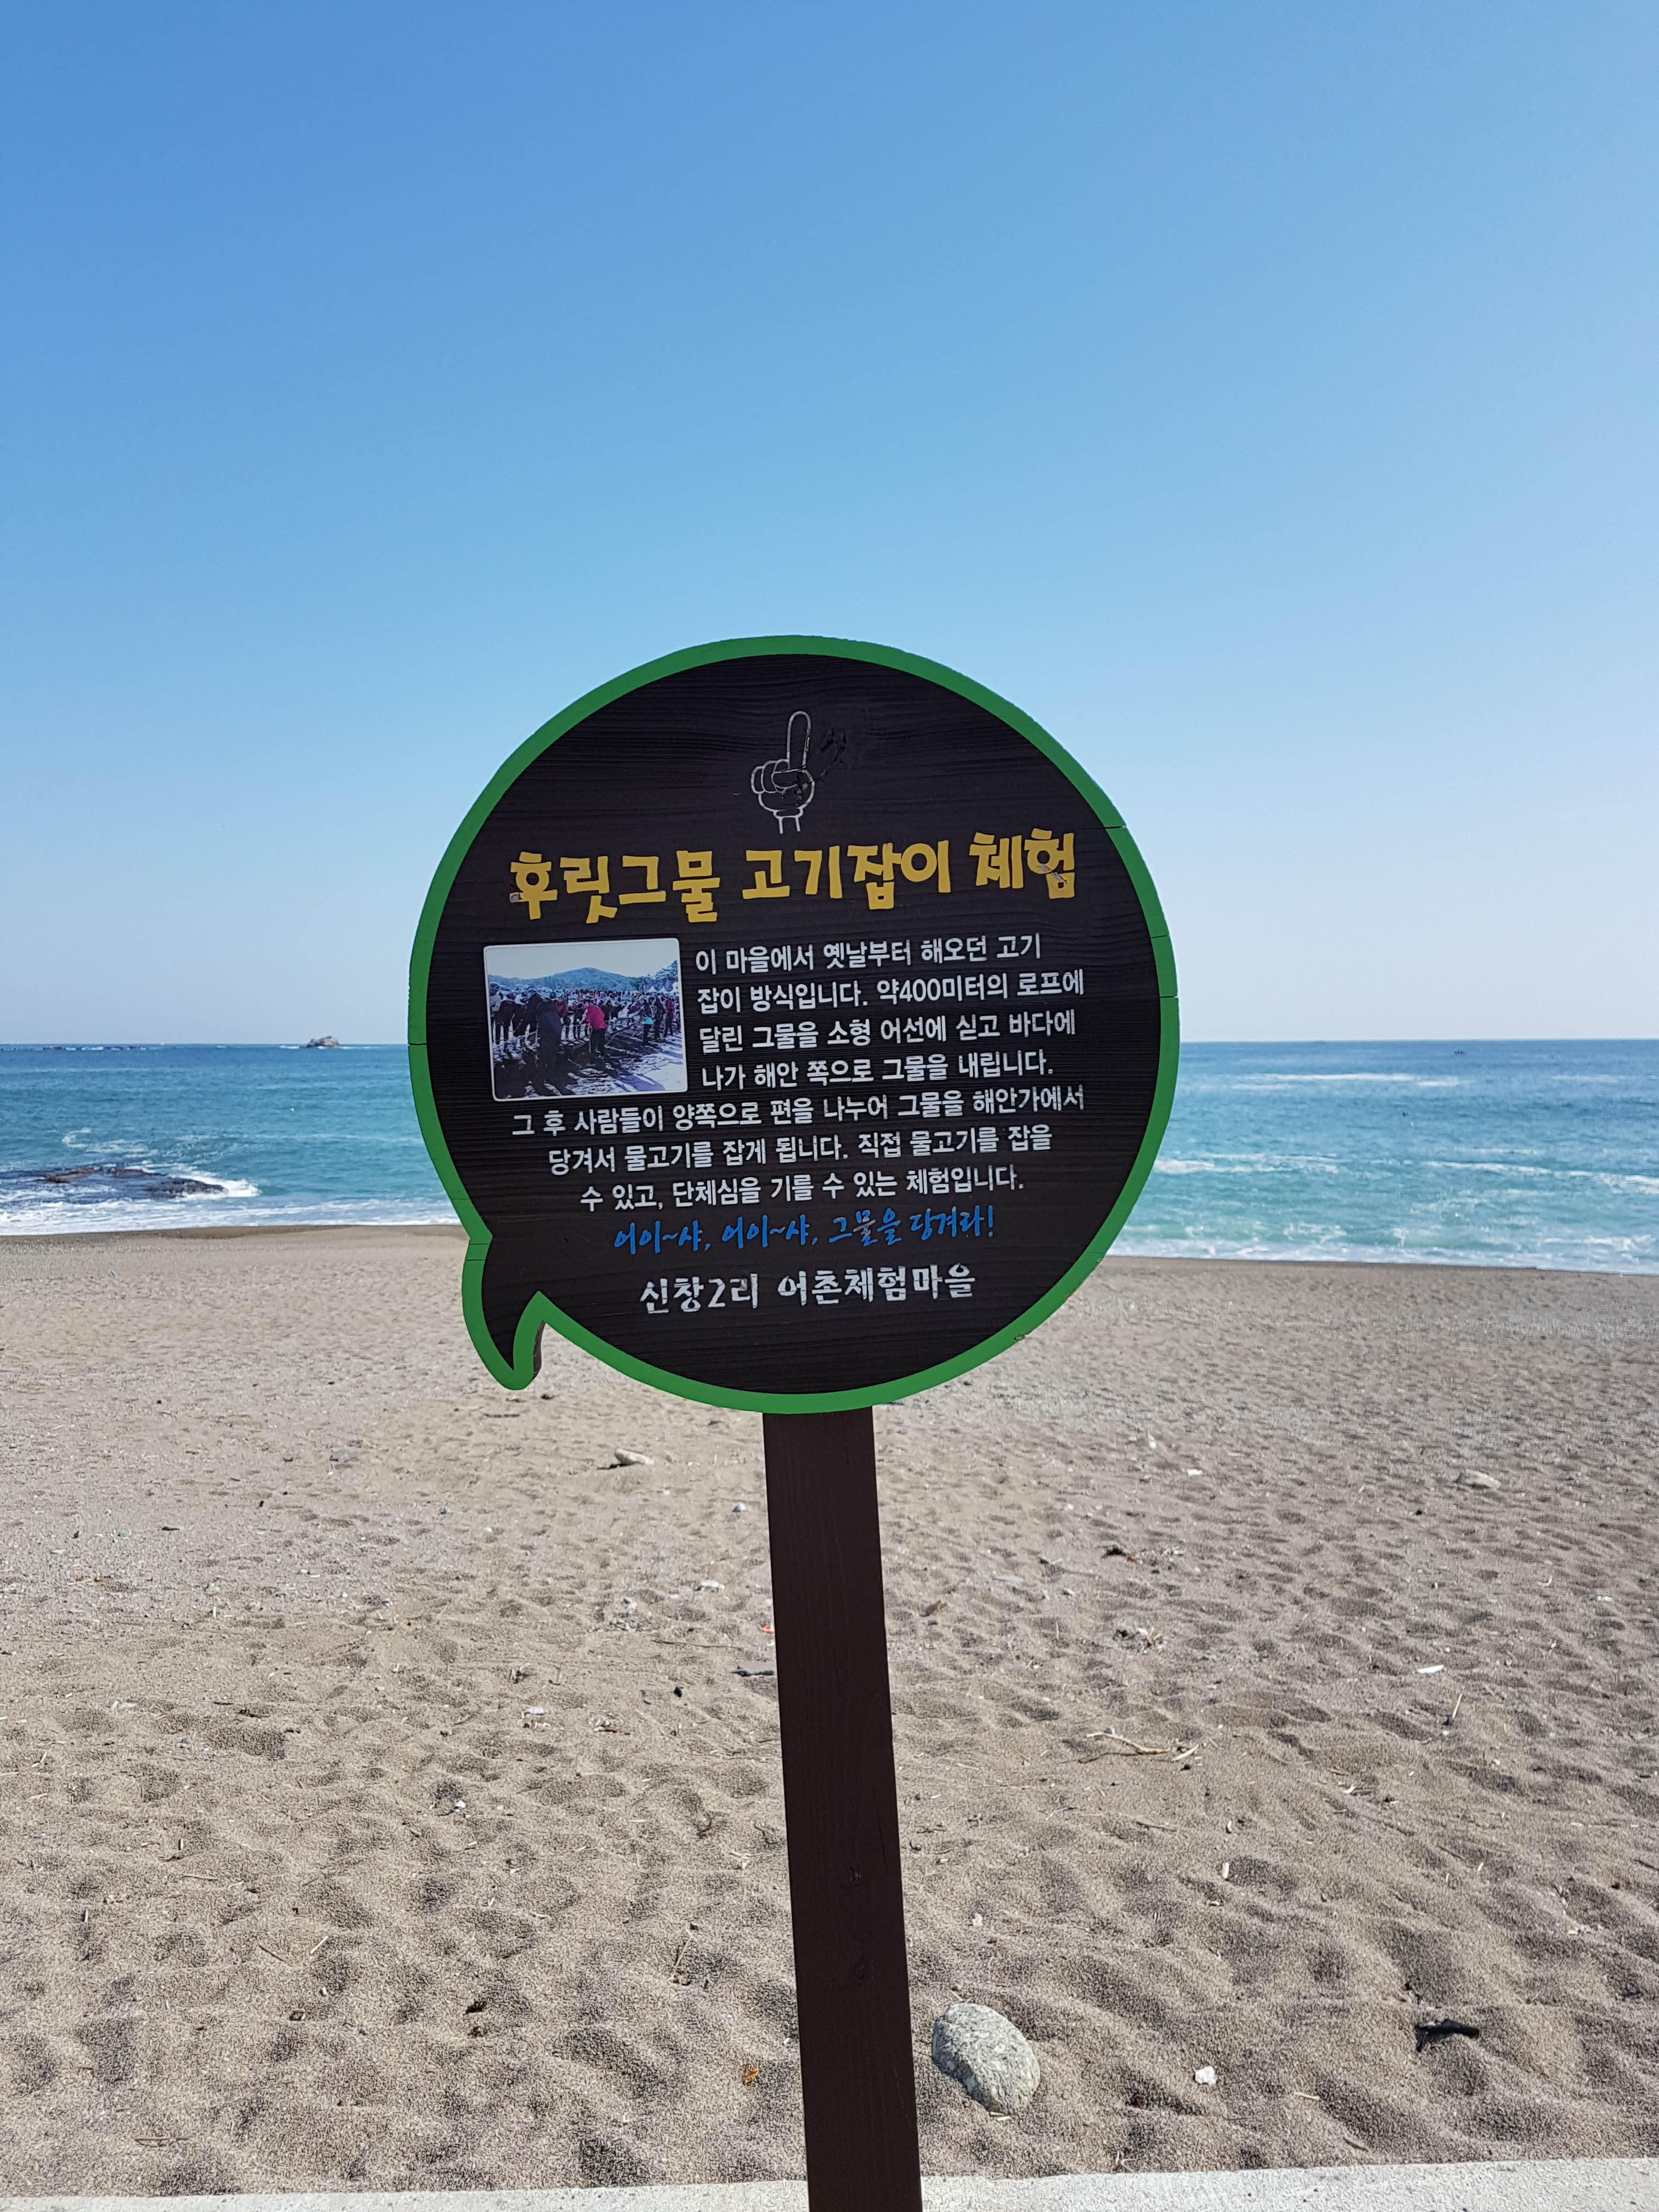 후릿그물 고기잡이 체험
이 마을에서 옛날부터 해오던 고기
잡이 방식입니다. 약400미터의 로프에
달린 그물을 소형 어선에 싣고 바다에
나가 해안 쪽으로 그물을 내립니다.
그 후 사람들이 양쪽으로 편을 나누어 그물을 해안가에서
당겨서 물고기를 잡게 됩니다. 직접 물고기를 잡을
수 있고, 단체심을 기를 수 있는 체험입니다.
어이~샤, 어이~샤, 그물을 당겨라!
신창2리 어촌체험마을